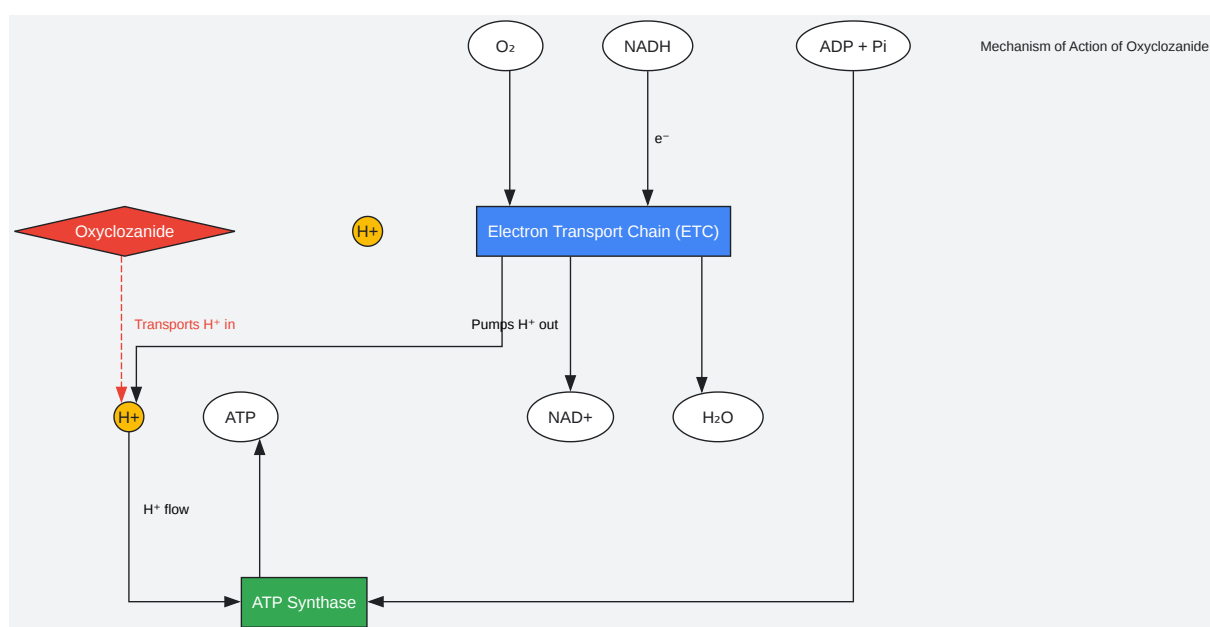 O₂
NADH
ADP + Pi
Mechanism of Action of Oxyclozanide
e⁻
Oxyclozanide
H+
Electron Transport Chain (ETC)
Transports H⁺ in
Pumps H⁺ out
H+
ATP
NAD+
H₂O
H⁺ flow
ATP Synthase